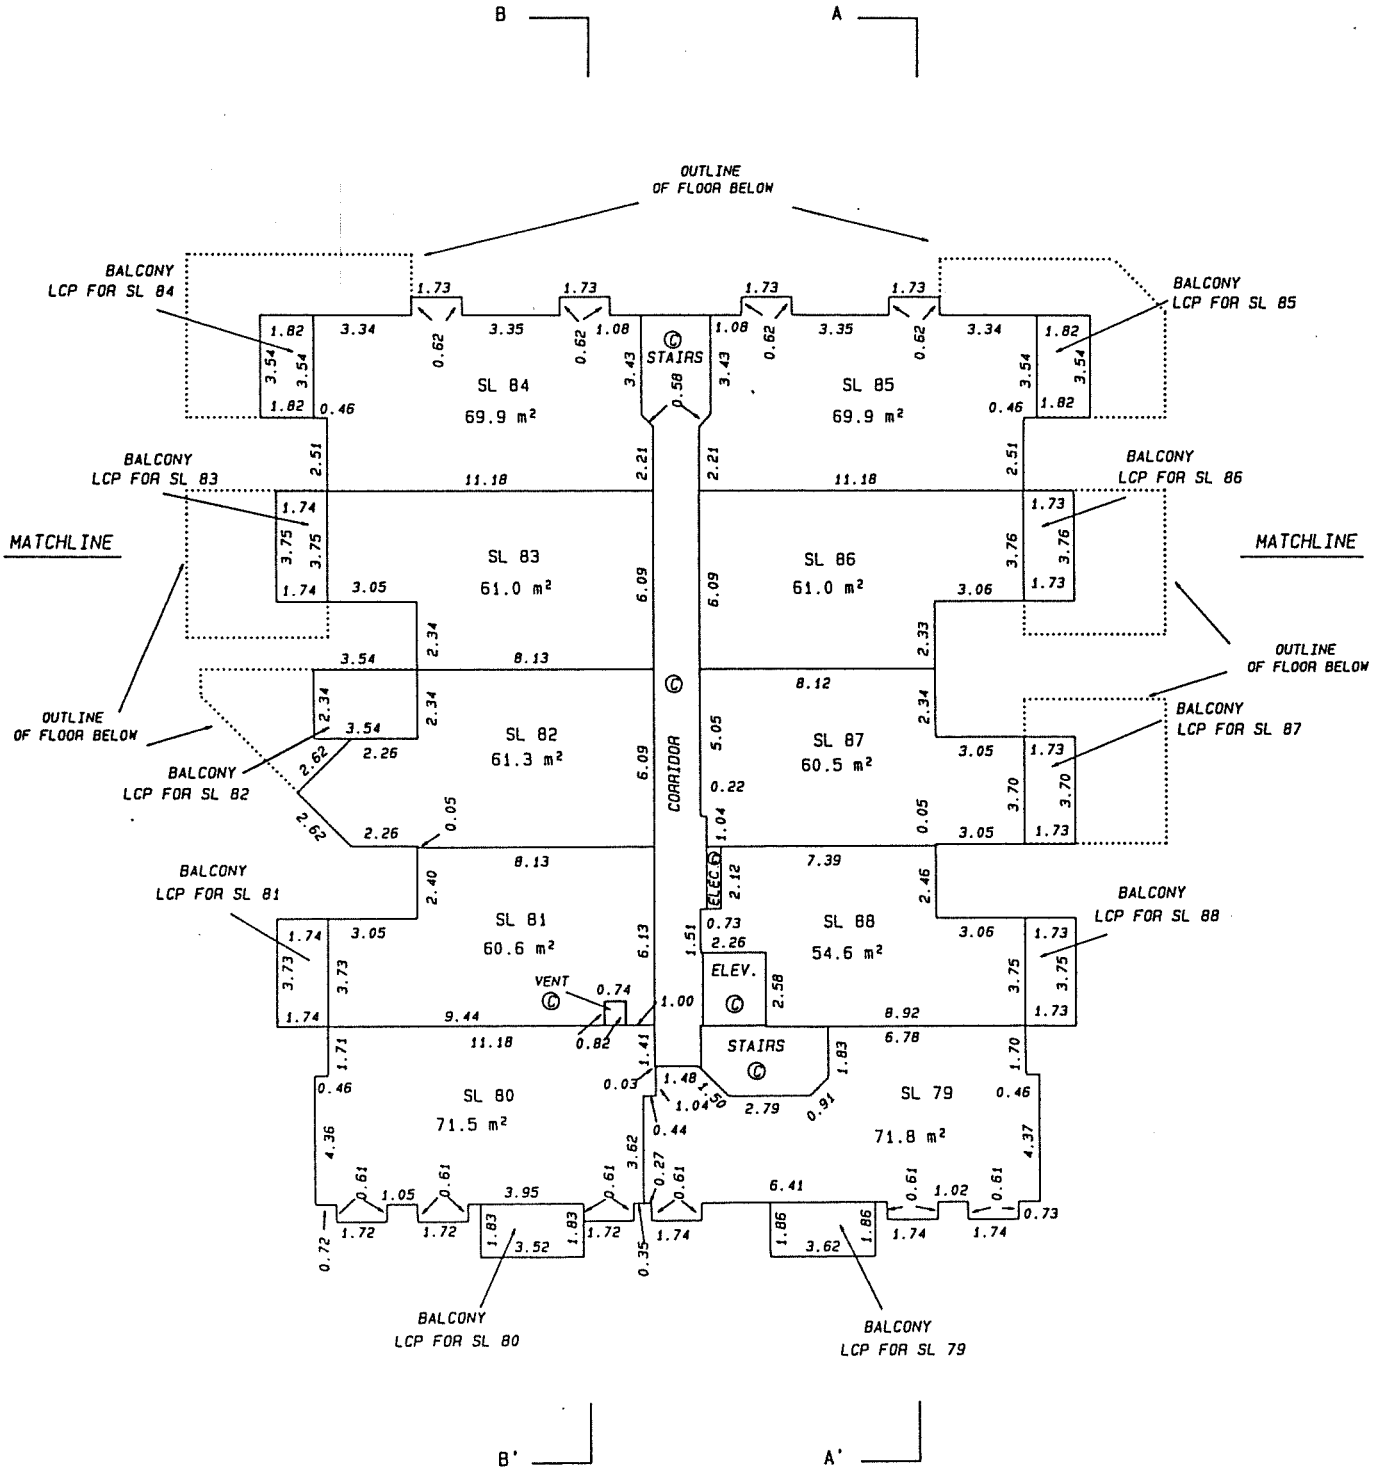 B
A
OUTLINE
OF FLOOR BELOW
BALCONY
LCP FOR SL 84
BALCONY
LCP FOR SL 85
1.73
1.73
1.73
1.73
1.82
3.34
3.35
1.08
1.08
3.35
3.34
1.82
0.62
0.62
0.62
0.62
C
STAIRS
3.54
3.54
3.43
3.43
3.54
3.54
0.58
SL 84
69.9 m²
SL 85
69.9 m²
1.82
0.46
0.46
1.82
2.51
2.21
2.21
2.51
BALCONY
LCP FOR SL 83
BALCONY
LCP FOR SL 86
11.18
11.18
1.74
1.73
MATCHLINE
MATCHLINE
3.75
3.75
SL 83
61.0 m²
6.09
6.09
SL 86
61.0 m²
3.76
3.76
1.74
3.05
3.06
1.73
2.34
2.33
3.54
8.13
8.12
OUTLINE
OF FLOOR BELOW
C
2.34
2.34
2.34
OUTLINE
OF FLOOR BELOW
3.54
2.26
SL 82
61.3 m²
6.09
CORRIDOR
5.05
SL 87
60.5 m²
3.05
1.73
BALCONY
LCP FOR SL 87
2.62
BALCONY
LCP FOR SL 82
0.22
3.70
3.70
2.62
2.26
0.05
1.04
0.05
3.05
1.73
8.13
7.39
BALCONY
LCP FOR SL 81
2.40
C
ELEC.
2.12
2.46
BALCONY
LCP FOR SL 88
SL 81
60.6 m²
SL 88
54.6 m²
1.74
3.05
6.13
1.51
0.73
2.26
3.06
1.73
3.73
3.73
VENT
C
0.74
ELEV.
C
2.58
3.75
3.75
1.00
1.74
9.44
8.92
1.73
11.18
0.82
6.78
1.71
1.41
STAIRS
C
1.83
1.70
0.46
0.03
1.48
1.50
0.46
SL 80
71.5 m²
1.04
2.79
0.91
SL 79
71.8 m²
0.44
4.36
3.62
4.37
0.61
0.61
0.61
0.27
0.61
0.61
0.61
1.05
3.95
6.41
1.02
0.73
0.72
1.72
1.72
1.83
3.52
1.83
1.72
0.35
1.74
1.86
3.62
1.86
1.74
1.74
BALCONY
LCP FOR SL 80
BALCONY
LCP FOR SL 79
B'
A'